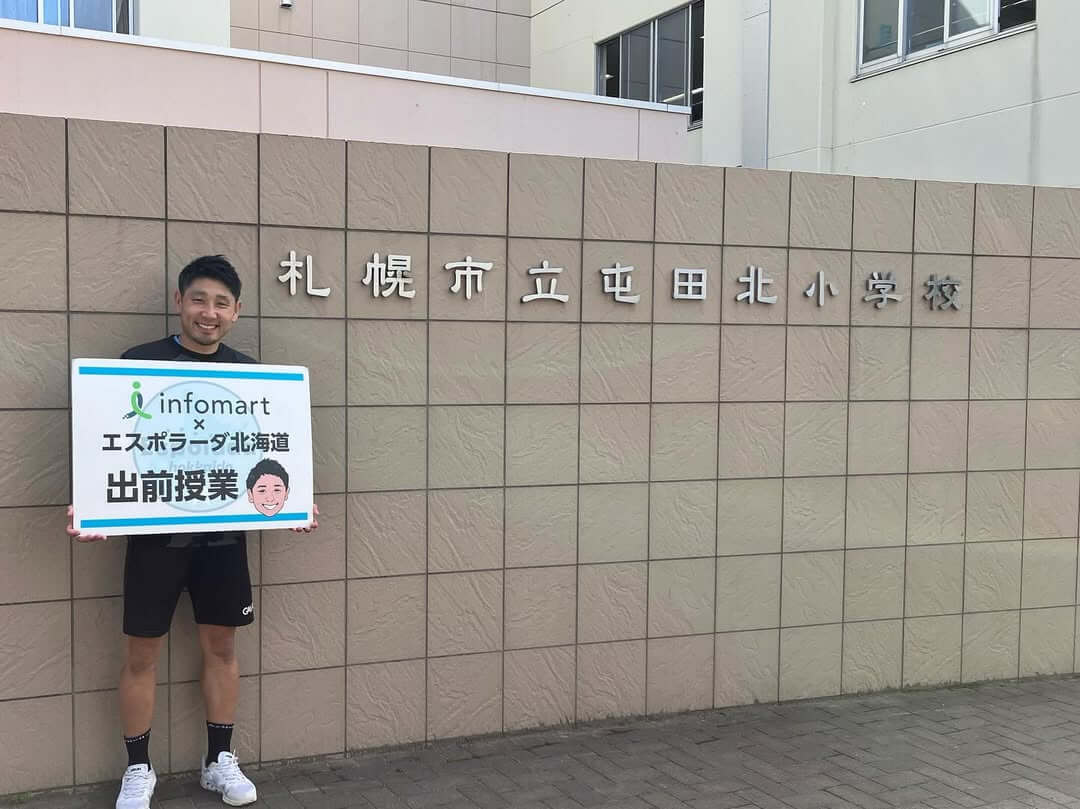 札幌市立屯田北小学校
infomart
×
エスポラーダ北海道
hokkaido
出前授業